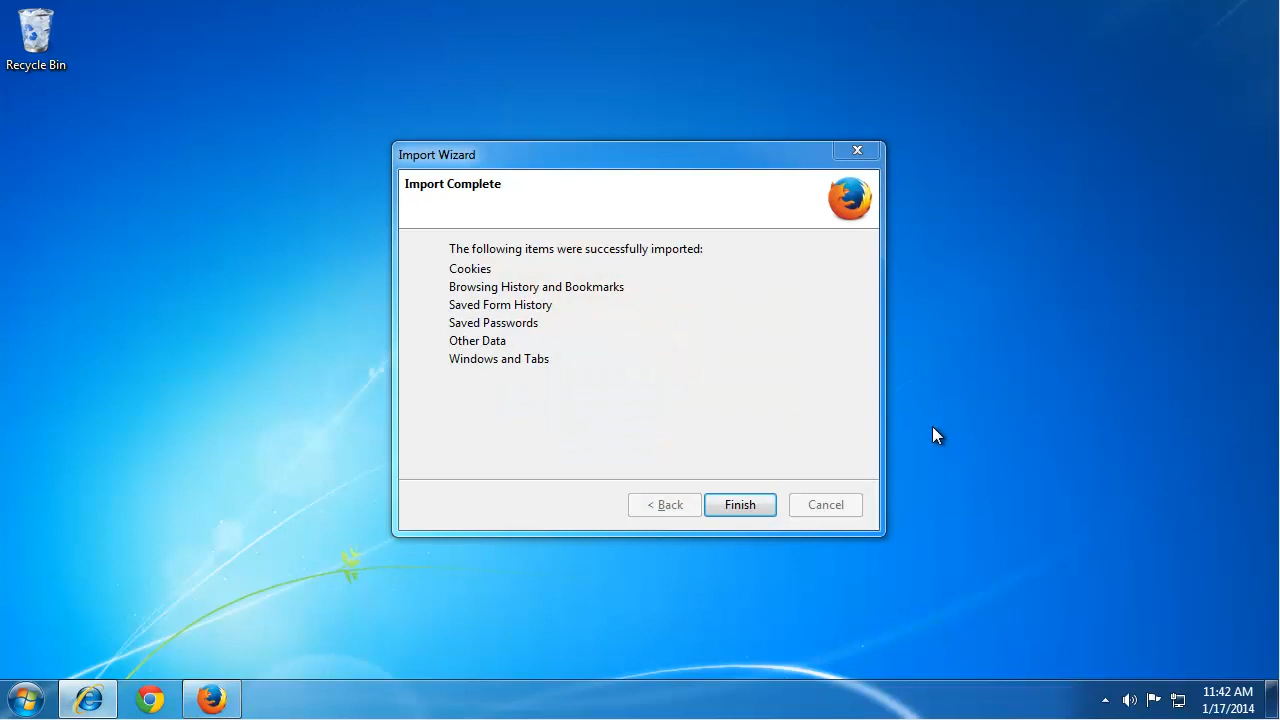 Recycle Bin
Import Wizard
Import Complete
The following items were successfully imported:
Cookies
Browsing History and Bookmarks
Saved Form History
Saved Passwords
Other Data
Windows and Tabs
< Back
Finish
Cancel
11:42 AM
1/17/2014